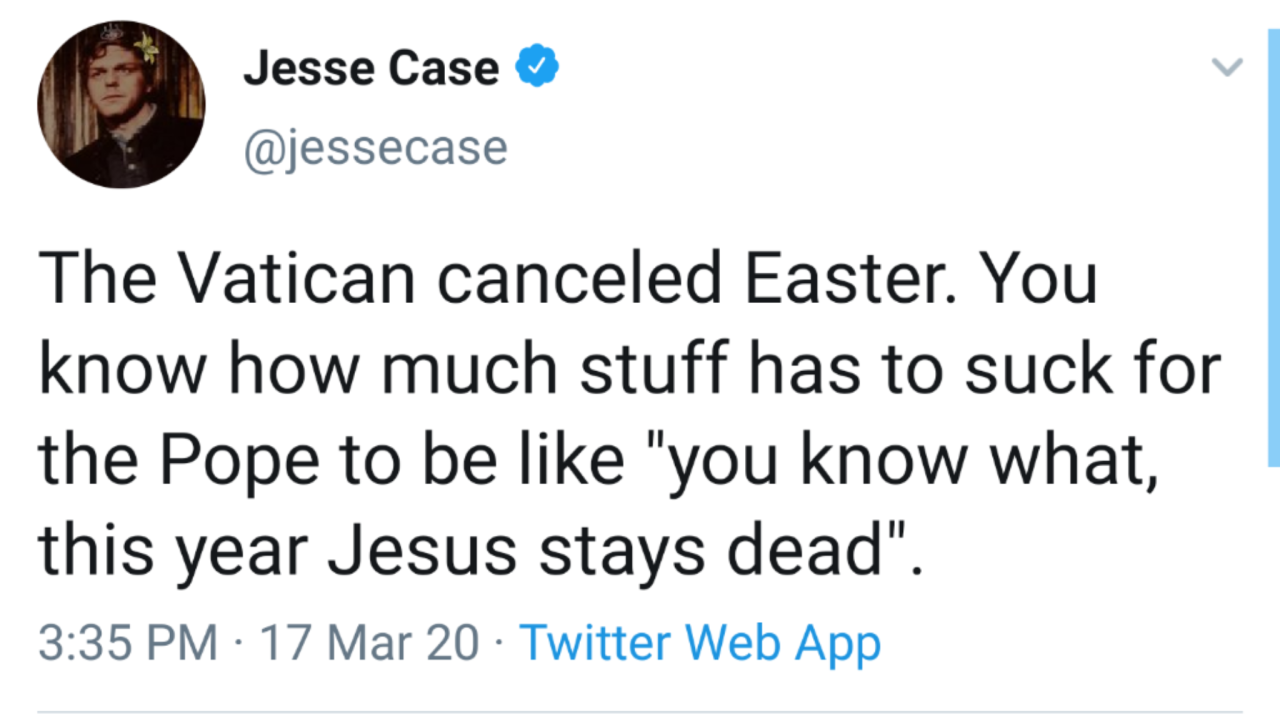 Jesse Case
@jessecase
The Vatican canceled Easter. You
know how much stuff has to suck for
the Pope to be like "you know what,
this year Jesus stays dead".
3:35 PM · 17 Mar 20 · Twitter Web App